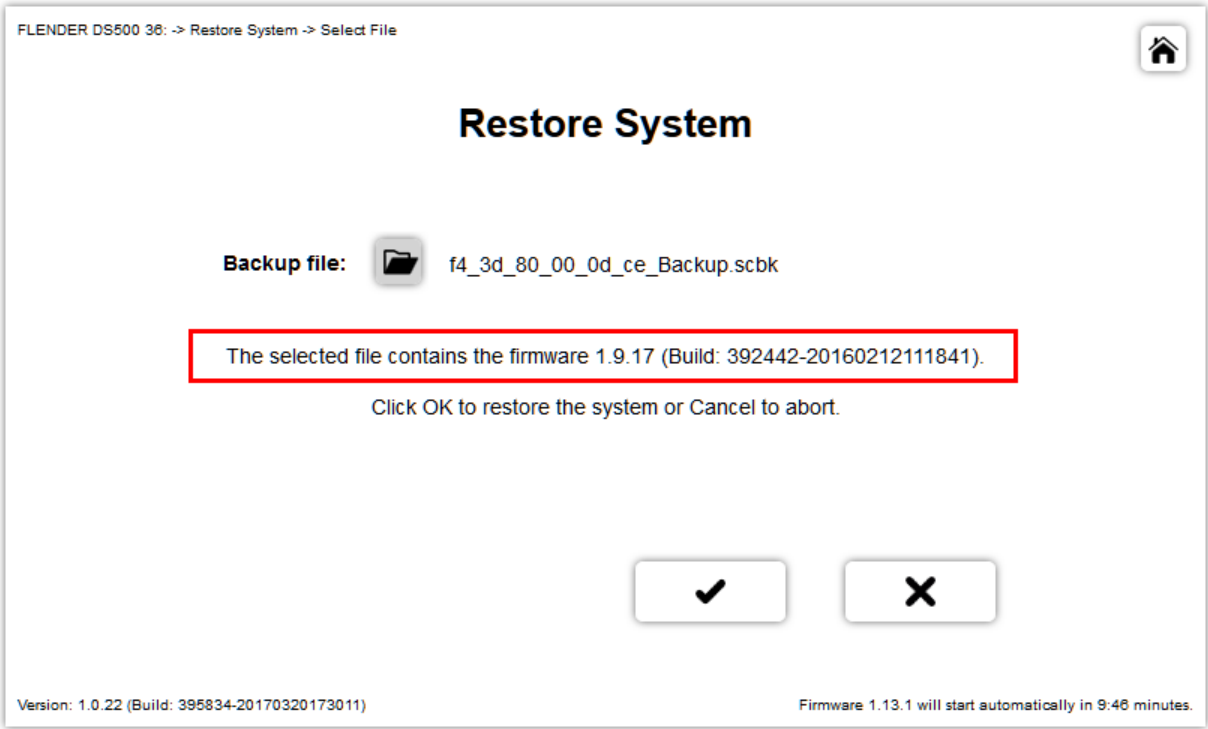 FLENDER DS500 36: -> Restore System -> Select File
Restore System
Backup file: f4_3d_80_00_0d_ce_Backup.scbk
The selected file contains the firmware 1.9.17 (Build: 392442-20160212111841).
Click OK to restore the system or Cancel to abort.
Version: 1.0.22 (Build: 395834-20170320173011)
Firmware 1.13.1 will start automatically in 9:46 minutes.